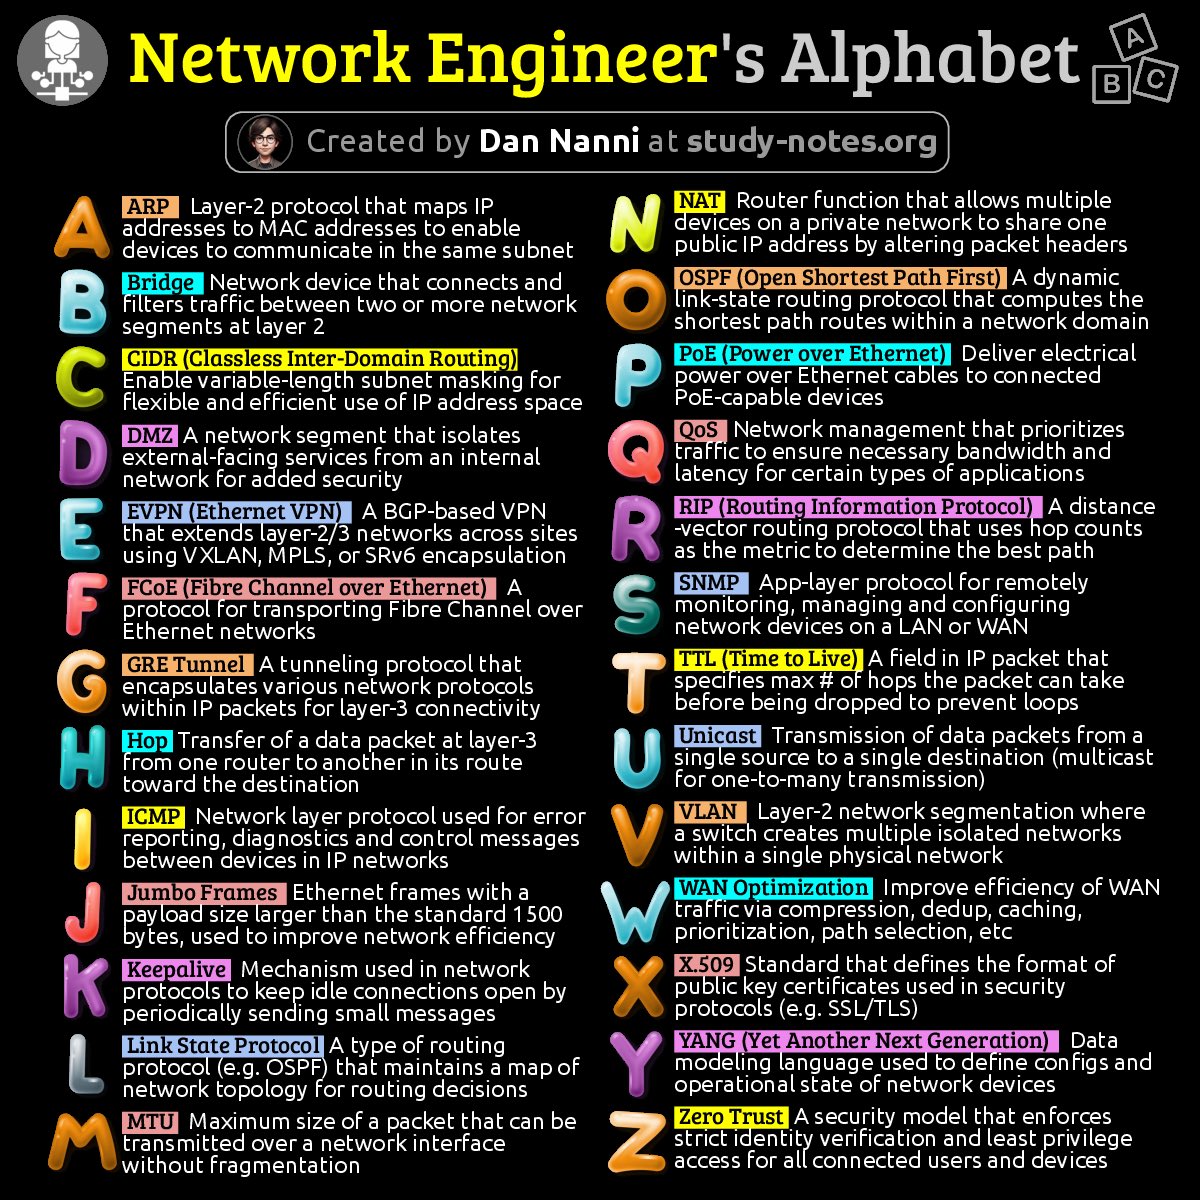 Network Engineer's Alphabet
A
B
C
Created by Dan Nanni at study-notes.org
A
ARP Layer-2 protocol that maps IP
addresses to MAC addresses to enable
devices to communicate in the same subnet
B
Bridge Network device that connects and
filters traffic between two or more network
segments at layer 2
C
CIDR (Classless Inter-Domain Routing)
Enable variable-length subnet masking for
flexible and efficient use of IP address space
D
DMZ A network segment that isolates
external-facing services from an internal
network for added security
E
EVPN (Ethernet VPN) A BGP-based VPN
that extends layer-2/3 networks across sites
using VXLAN, MPLS, or SRv6 encapsulation
F
FCoE (Fibre Channel over Ethernet) A
protocol for transporting Fibre Channel over
Ethernet networks
G
GRE Tunnel A tunneling protocol that
encapsulates various network protocols
within IP packets for layer-3 connectivity
H
Hop Transfer of a data packet at layer-3
from one router to another in its route
toward the destination
I
ICMP Network layer protocol used for error
reporting, diagnostics and control messages
between devices in IP networks
J
Jumbo Frames Ethernet frames with a
payload size larger than the standard 1500
bytes, used to improve network efficiency
K
Keepalive Mechanism used in network
protocols to keep idle connections open by
periodically sending small messages
L
Link State Protocol A type of routing
protocol (e.g. OSPF) that maintains a map of
network topology for routing decisions
M
MTU Maximum size of a packet that can be
transmitted over a network interface
without fragmentation
N
NAT Router function that allows multiple
devices on a private network to share one
public IP address by altering packet headers
O
OSPF (Open Shortest Path First) A dynamic
link-state routing protocol that computes the
shortest path routes within a network domain
P
PoE (Power over Ethernet) Deliver electrical
power over Ethernet cables to connected
PoE-capable devices
Q
QoS Network management that prioritizes
traffic to ensure necessary bandwidth and
latency for certain types of applications
R
RIP (Routing Information Protocol) A distance
-vector routing protocol that uses hop counts
as the metric to determine the best path
S
SNMP App-layer protocol for remotely
monitoring, managing and configuring
network devices on a LAN or WAN
T
TTL (Time to Live) A field in IP packet that
specifies max # of hops the packet can take
before being dropped to prevent loops
U
Unicast Transmission of data packets from a
single source to a single destination (multicast
for one-to-many transmission)
V
VLAN Layer-2 network segmentation where
a switch creates multiple isolated networks
within a single physical network
W
WAN Optimization Improve efficiency of WAN
traffic via compression, dedup, caching,
prioritization, path selection, etc
X
X.509 Standard that defines the format of
public key certificates used in security
protocols (e.g. SSL/TLS)
Y
YANG (Yet Another Next Generation) Data
modeling language used to define configs and
operational state of network devices
Z
Zero Trust A security model that enforces
strict identity verification and least privilege
access for all connected users and devices